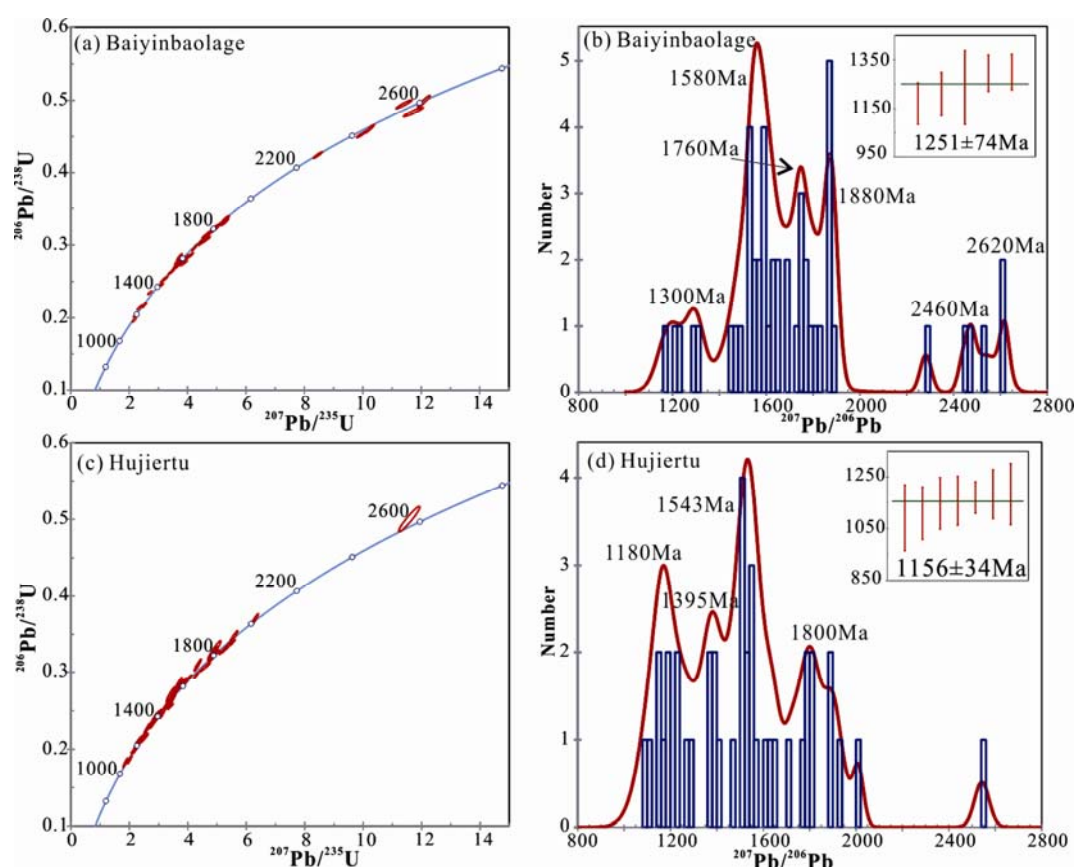 (a) Baiyinbaolage
0.6
0.5
0.4
0.3
0.2
0.1
2600
2200
1800
1400
1000
0 2 4 6 8 10 12 14
²⁰⁶Pb/²³⁸U
²⁰⁷Pb/²³⁵U
(b) Baiyinbaolage
5
4
3
2
1
0
Number
1580Ma
1760Ma
1880Ma
1300Ma
2460Ma
2620Ma
1350
1150
950
1251±74Ma
800 1200 1600 2000 2400 2800
²⁰⁷Pb/²⁰⁶Pb
(c) Hujiertu
0.6
0.5
0.4
0.3
0.2
0.1
2600
2200
1800
1400
1000
0 2 4 6 8 10 12 14
²⁰⁶Pb/²³⁸U
²⁰⁷Pb/²³⁵U
(d) Hujiertu
4
3
2
1
0
Number
1543Ma
1180Ma
1395Ma
1800Ma
1250
1050
850
1156±34Ma
800 1200 1600 2000 2400 2800
²⁰⁷Pb/²⁰⁶Pb